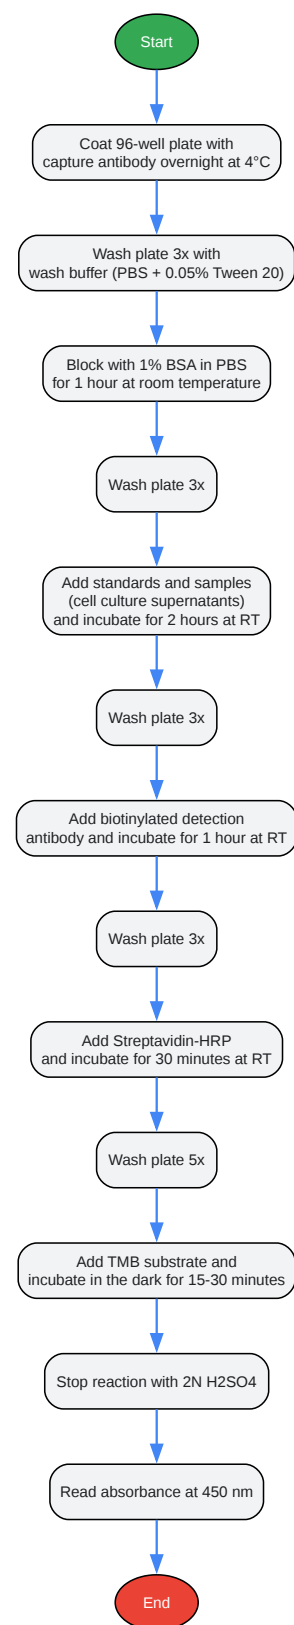 Start
Coat 96-well plate with
capture antibody overnight at 4°C
Wash plate 3x with
wash buffer (PBS + 0.05% Tween 20)
Block with 1% BSA in PBS
for 1 hour at room temperature
Wash plate 3x
Add standards and samples
(cell culture supernatants)
and incubate for 2 hours at RT
Wash plate 3x
Add biotinylated detection
antibody and incubate for 1 hour at RT
Wash plate 3x
Add Streptavidin-HRP
and incubate for 30 minutes at RT
Wash plate 5x
Add TMB substrate and
incubate in the dark for 15-30 minutes
Stop reaction with 2N H2SO4
Read absorbance at 450 nm
End